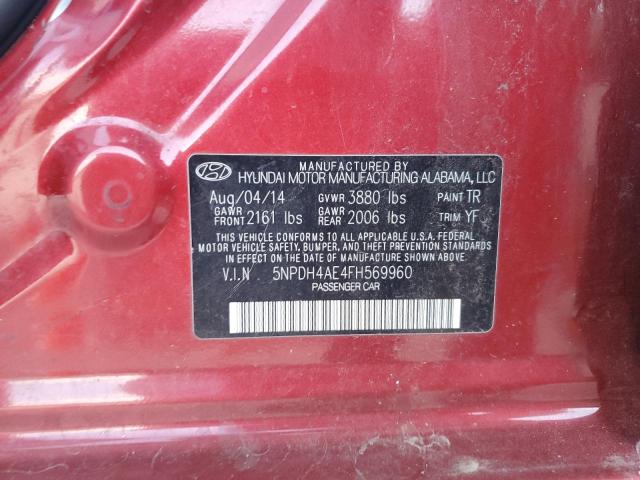 MANUFACTURED BY
HYUNDAI MOTOR MANUFACTURING ALABAMA, LLC
Aug/04/14 GVWR 3880 lbs PAINT TR
GAWR FRONT 2161 lbs GAWR REAR 2006 lbs TRIM YF
THIS VEHICLE CONFORMS TO ALL APPLICABLE U.S.A. FEDERAL
MOTOR VEHICLE SAFETY, BUMPER, AND THEFT PREVENTION STANDARDS
IN EFFECT ON THE DATE OF MANUFACTURE SHOWN ABOVE.
V.I.N 5NPDH4AE4FH569960
PASSENGER CAR